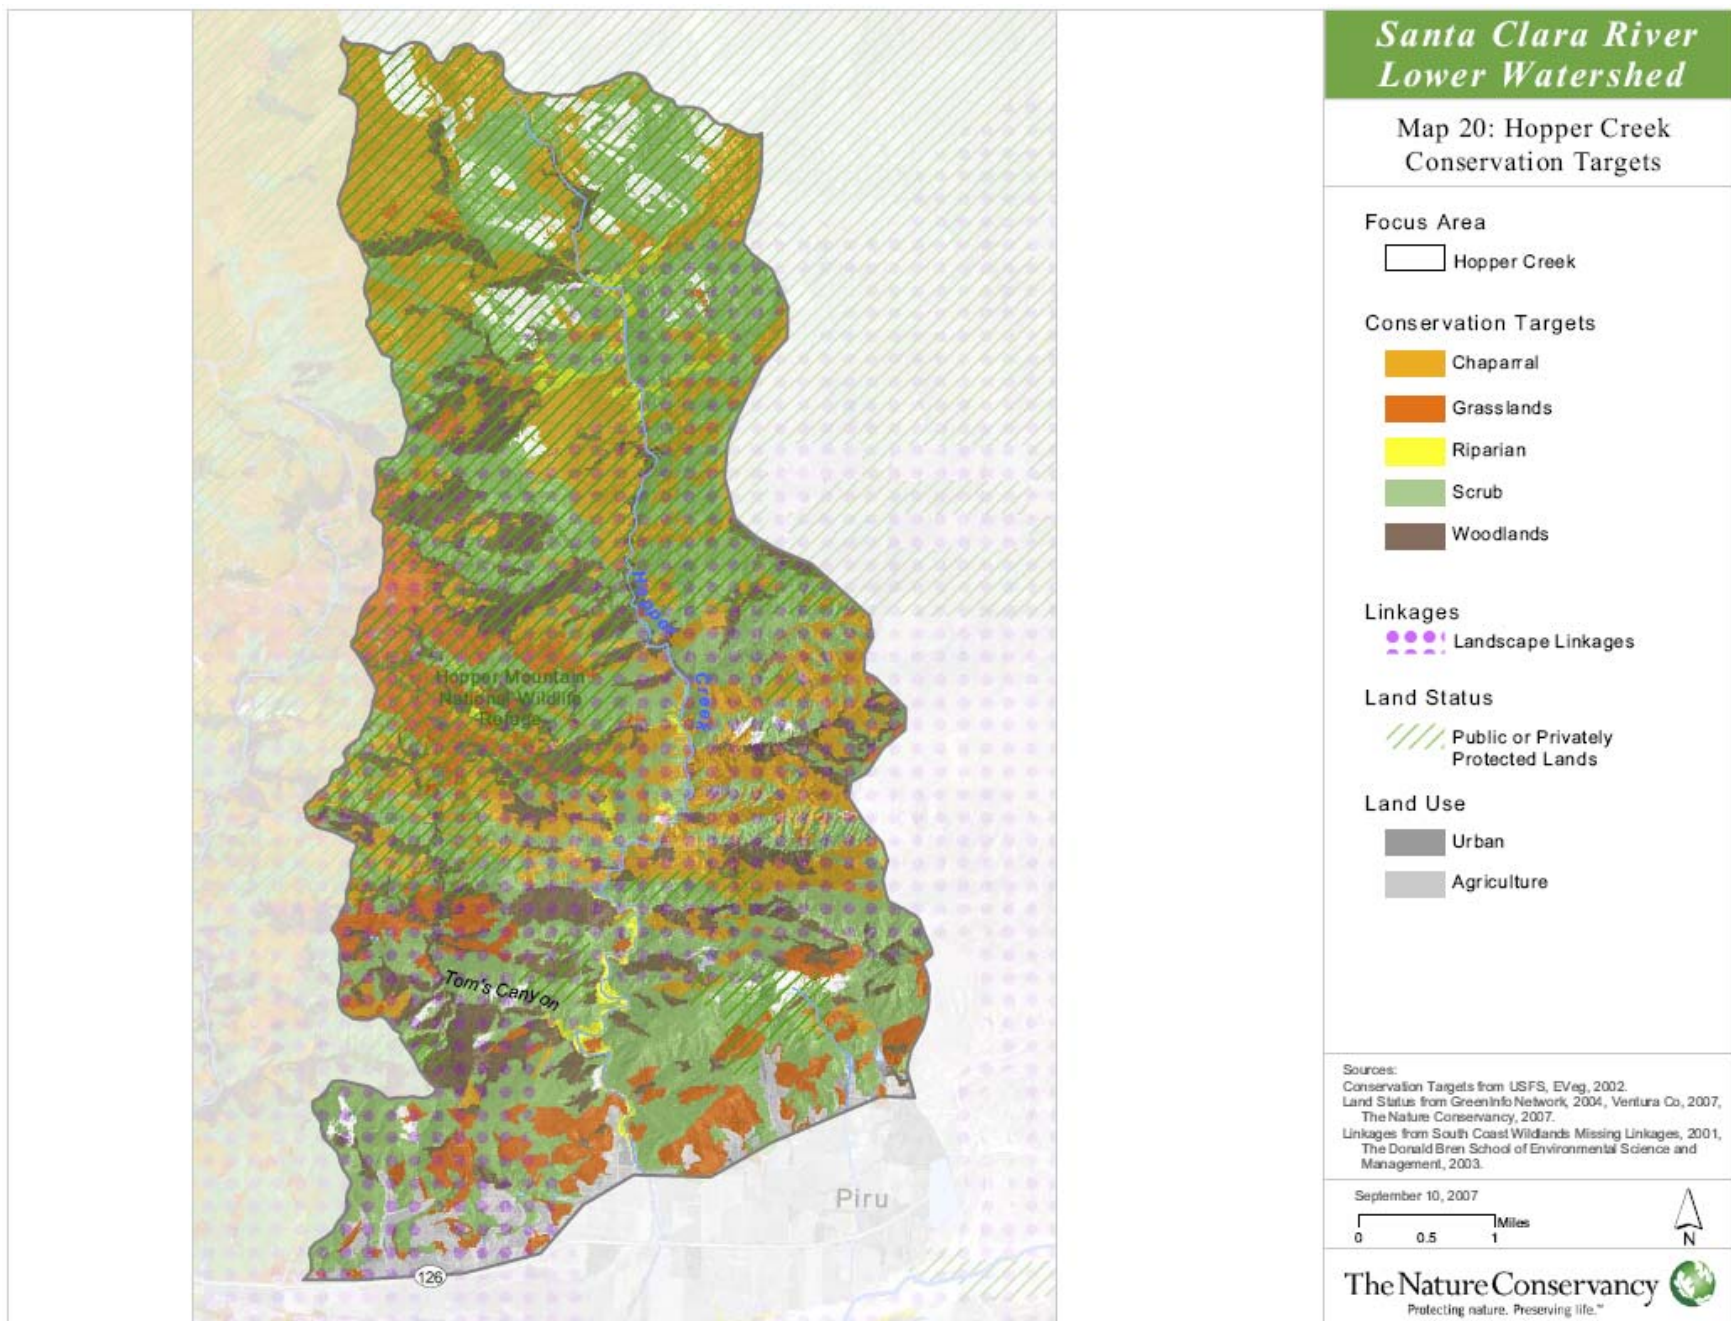 Santa Clara River
Lower Watershed
Map 20: Hopper Creek
Conservation Targets
Focus Area
Hopper Creek
Conservation Targets
Chaparral
Grasslands
Riparian
Scrub
Woodlands
Linkages
Landscape Linkages
Land Status
Public or Privately
Protected Lands
Land Use
Urban
Agriculture
Hopper
Creek
Hopper Mountain
National Wildlife
Refuge
Tom's Canyon
Piru
126
Sources:
Conservation Targets from USFS, EVeg, 2002.
Land Status from GreenInfo Network, 2004, Ventura Co, 2007,
The Nature Conservancy, 2007.
Linkages from South Coast Wildlands Missing Linkages, 2001,
The Donald Bren School of Environmental Science and
Management, 2003.
September 10, 2007
Miles
0 0.5 1
N
The Nature Conservancy
Protecting nature. Preserving life.™